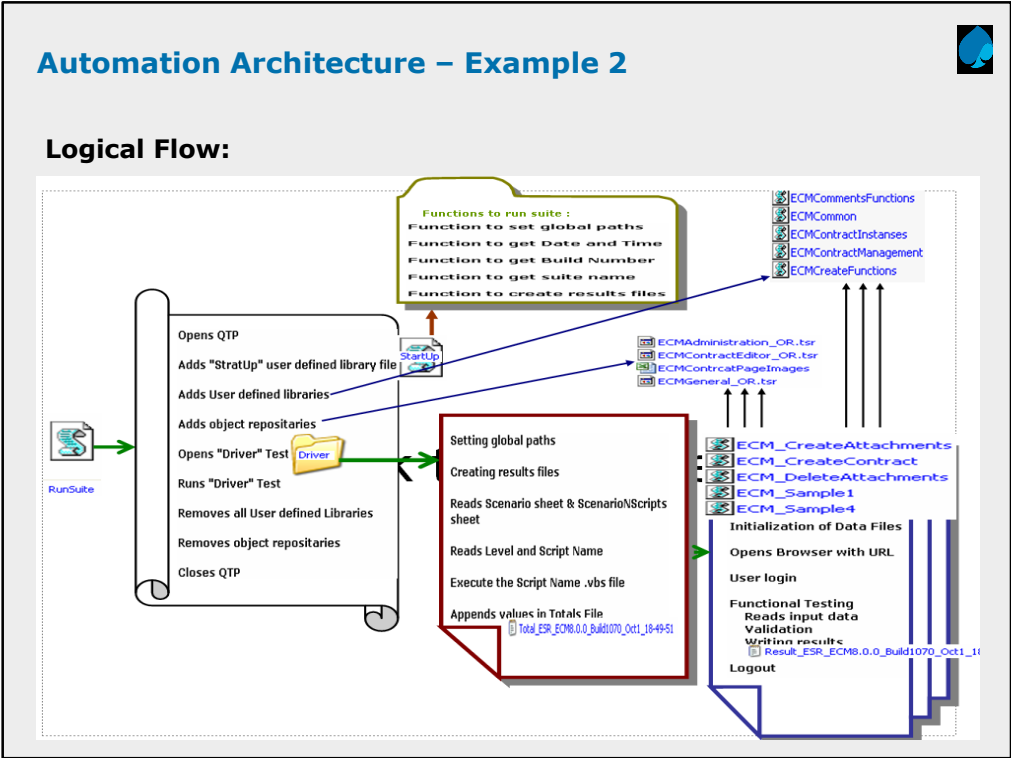 Automation Architecture – Example 2
Logical Flow:
Functions to run suite :
Function to set global paths
Function to get Date and Time
Function to get Build Number
Function to get suite name
Function to create results files
ECMCommentsFunctions
ECMCommon
ECMContractInstanses
ECMContractManagement
ECMCreateFunctions
RunSuite
Opens QTP
Adds "StratUp" user defined library file
Adds User defined libraries
Adds object repositaries
Opens "Driver" Test
Runs "Driver" Test
Removes all User defined Libraries
Removes object repositaries
Closes QTP
StartUp
Driver
ECMAdministration_OR.tsr
ECMContractEditor_OR.tsr
ECMContrcatPageImages
ECMGeneral_OR.tsr
Setting global paths
Creating results files
Reads Scenario sheet & ScenarioNScripts
sheet
Reads Level and Script Name
Execute the Script Name .vbs file
Appends values in Totals File
Total_ESR_ECM8.0.0_Build1070_Oct1_18-49-51
ECM_CreateAttachments
ECM_CreateContract
ECM_DeleteAttachments
ECM_Sample1
ECM_Sample4
Initialization of Data Files
Opens Browser with URL
User login
Functional Testing
Reads input data
Validation
Writing results
Result_ESR_ECM8.0.0_Build1070_Oct1_18
Logout